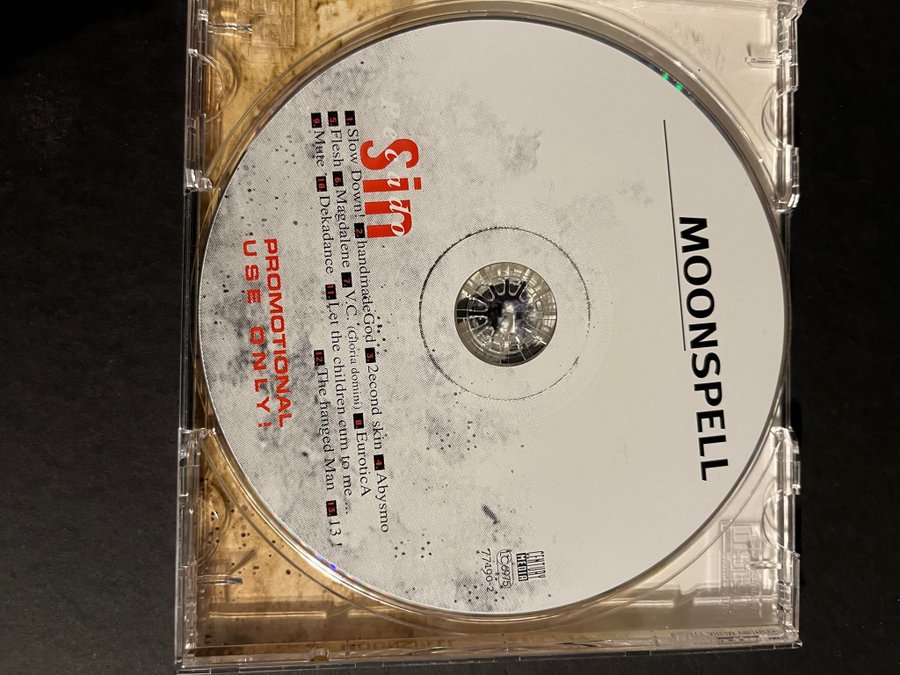 MOONSPELL
Sin
Pecado
1. Slow Down! 2. handmadeGod 3. 2econd skin 4. Abysmo
5. Flesh 6. Magdalene 7. V.C. (Gloria domini) 8 EuroticA
9. Mute 10. Dekadance 11. Let the children cum to me ...
12. The hanged Man 13. 13 !
PROMOTIONAL
USE ONLY!
CENTURY
MEDIA
LC 6975
77490-2